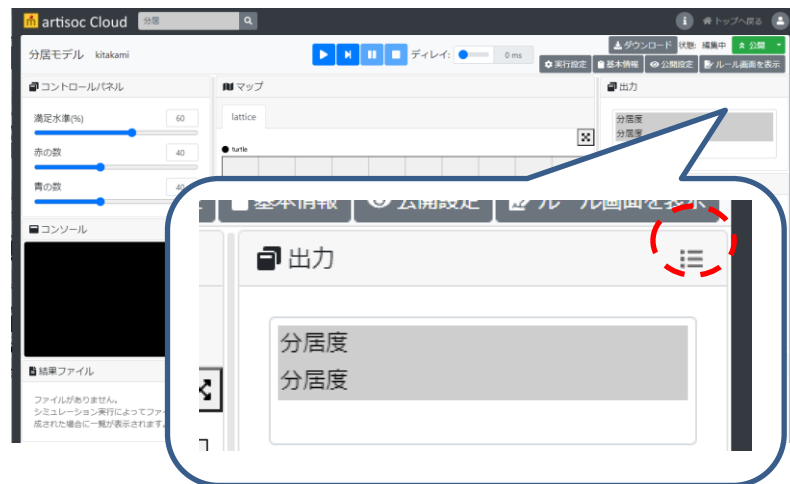 artisoc Cloud 分居
トップへ戻る
分居モデル kitakami
ディレイ: 0 ms
ダウンロード 状態: 編集中 公開
実行設定 基本情報 公開設定 ルール画面を表示
コントロールパネル
満足水準(%) 60
赤の数 40
青の数 40
コンソール
結果ファイル
ファイルがありません。
シミュレーション実行によってファ
成された場合に一覧が表示されます。
マップ
lattice
turtle
出力
分居度
分居度
基本情報 公開設定 ルール画面を表示
出力
分居度
分居度